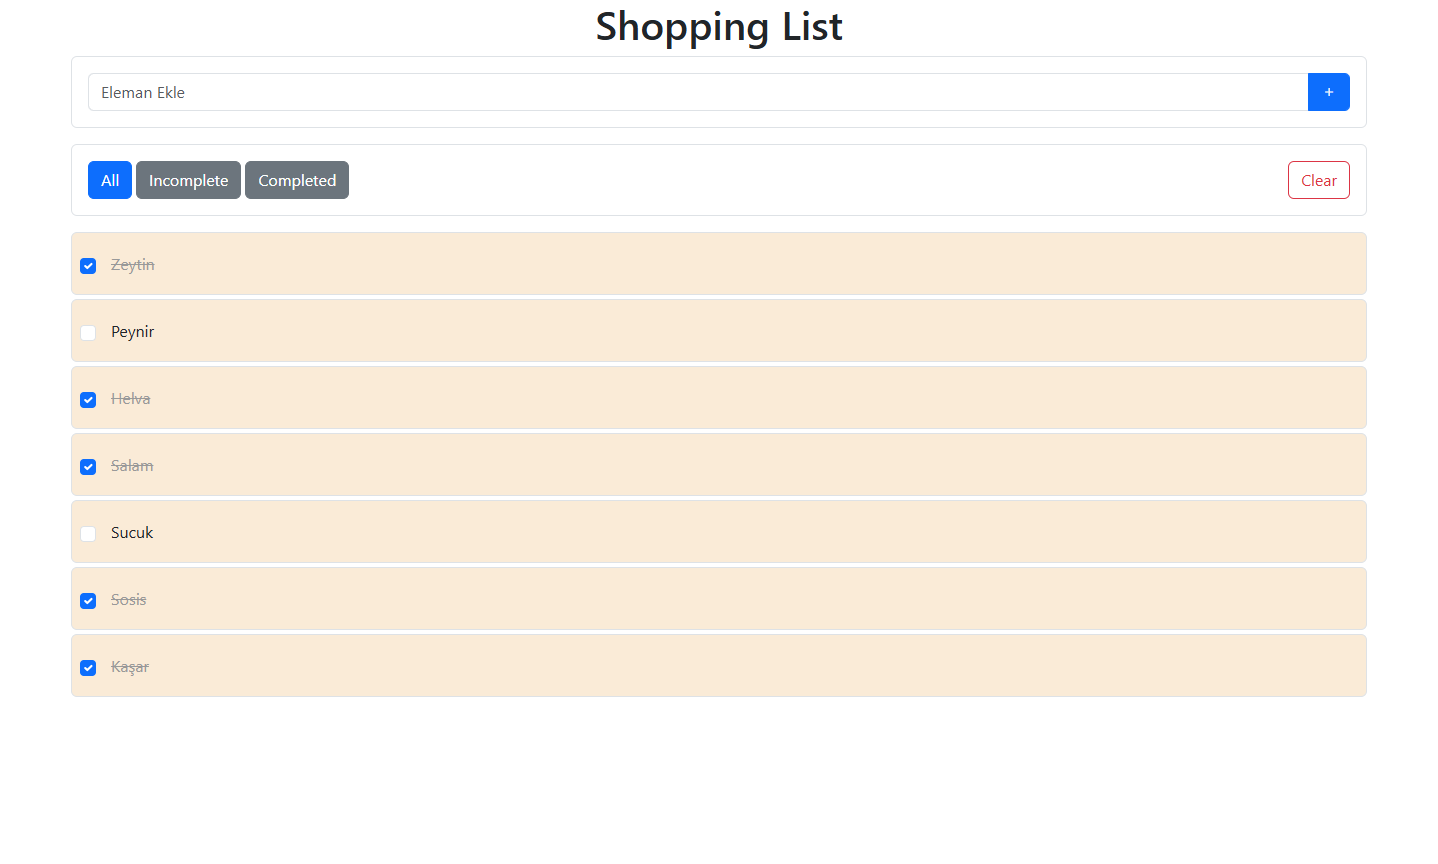 Shopping List
Eleman Ekle +
All Incomplete Completed Clear
Zeytin
Peynir
Helva
Salam
Sucuk
Sosis
Kaşar